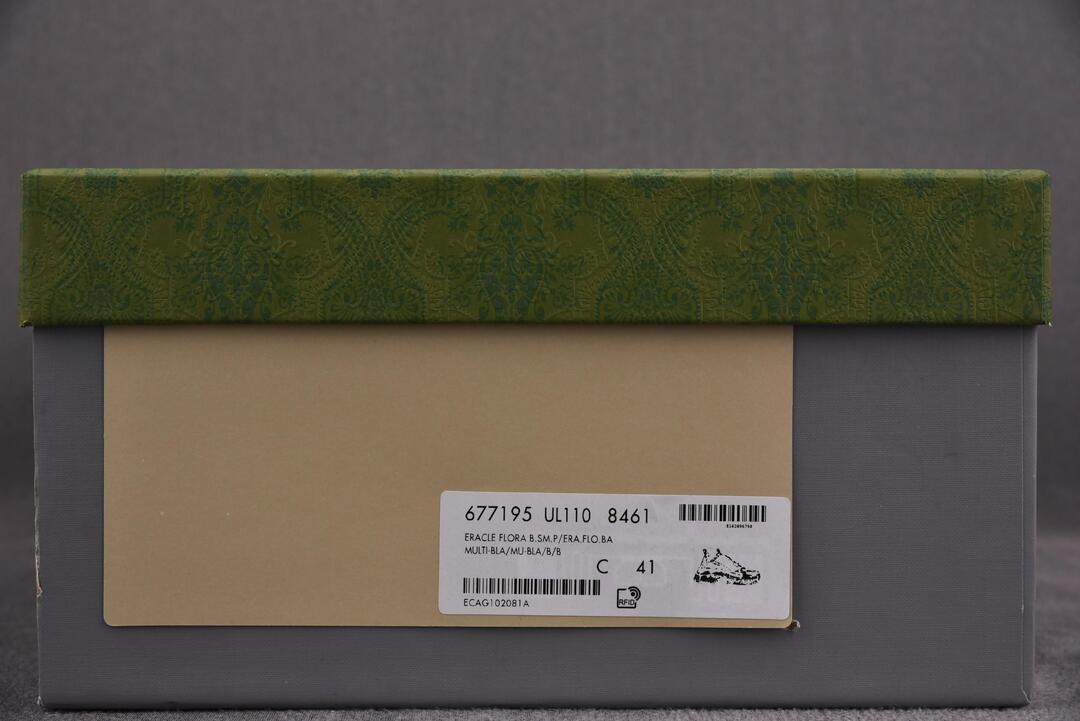 677195 UL110 8461
ERACLE FLORA B.SM.P/ERA.FLO.BA
MULTI-BLA/MU-BLA/B/B
C 41
ECAG102081A
RFID